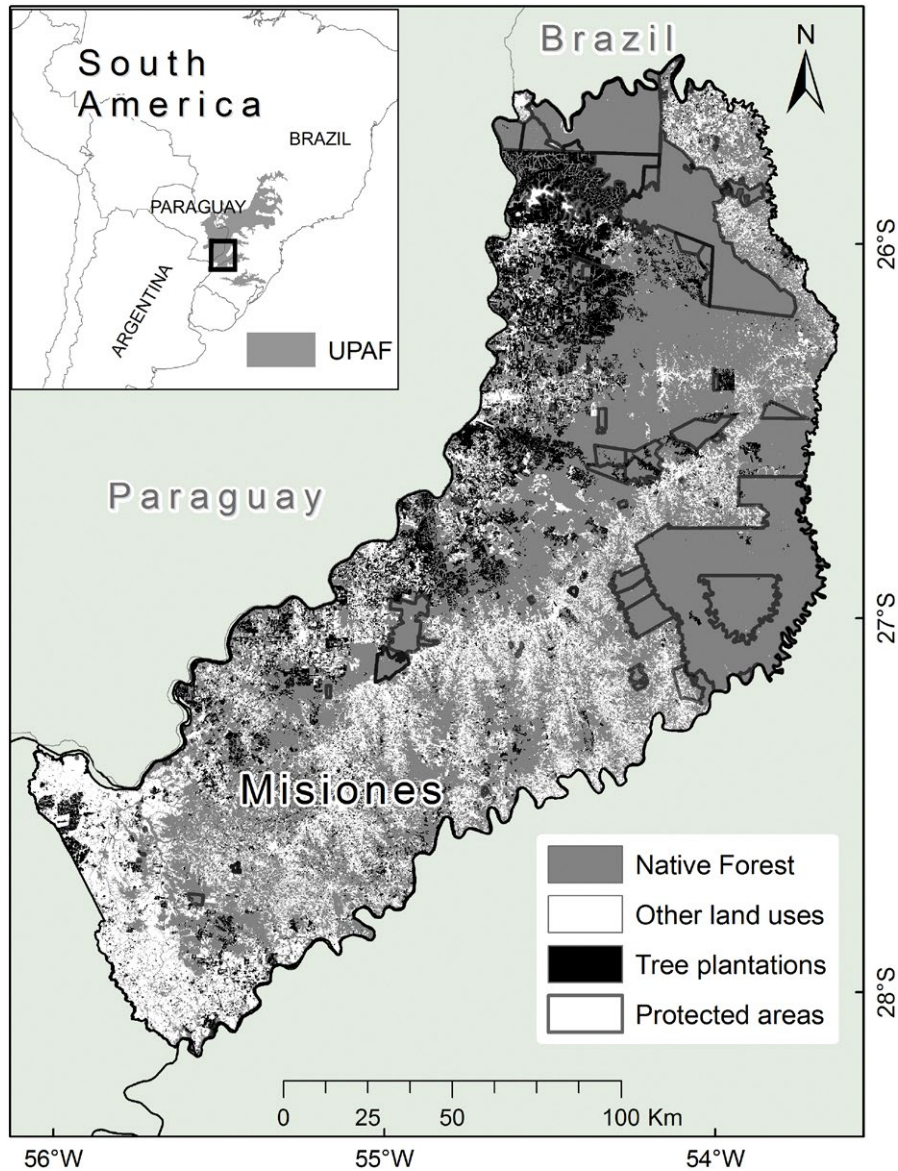 Brazil
N
South
America
BRAZIL
PARAGUAY
ARGENTINA
UPAF
26°S
Paraguay
27°S
Misiones
Native Forest
Other land uses
Tree plantations
Protected areas
28°S
0 25 50 100 Km
56°W 55°W 54°W